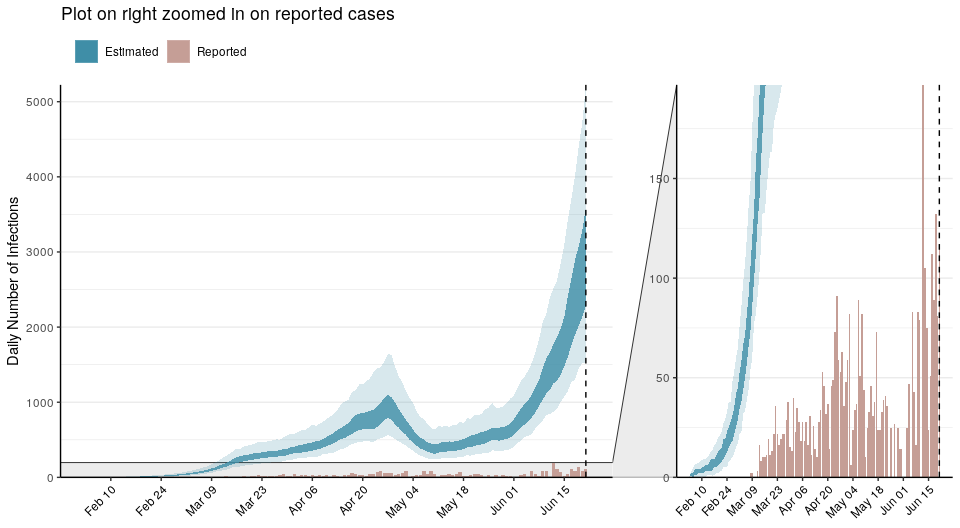 Plot on right zoomed in on reported cases
Estimated Reported
Daily Number of Infections
5000
4000
3000
2000
1000
0
Feb 10 Feb 24 Mar 09 Mar 23 Apr 06 Apr 20 May 04 May 18 Jun 01 Jun 15
150
100
50
0
Feb 10 Feb 24 Mar 09 Mar 23 Apr 06 Apr 20 May 04 May 18 Jun 01 Jun 15